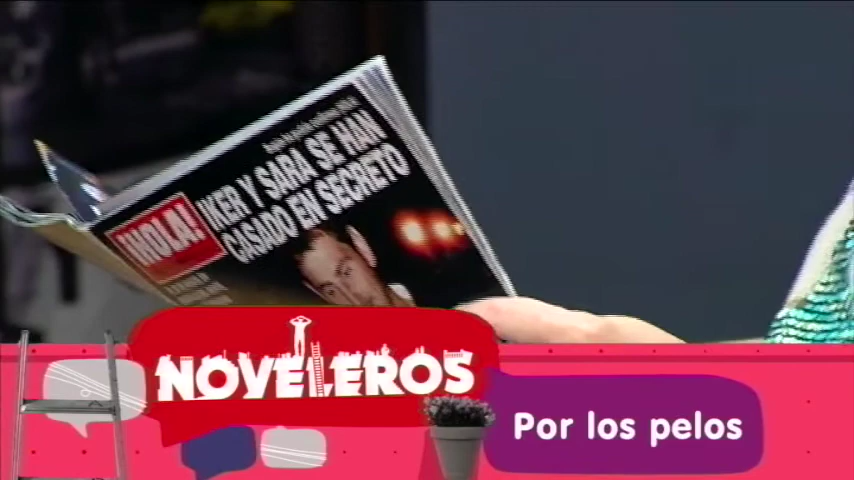 IKER Y SARA SE HAN
CASADO EN SECRETO
¡HOLA!
NOVELEROS
Por los pelos